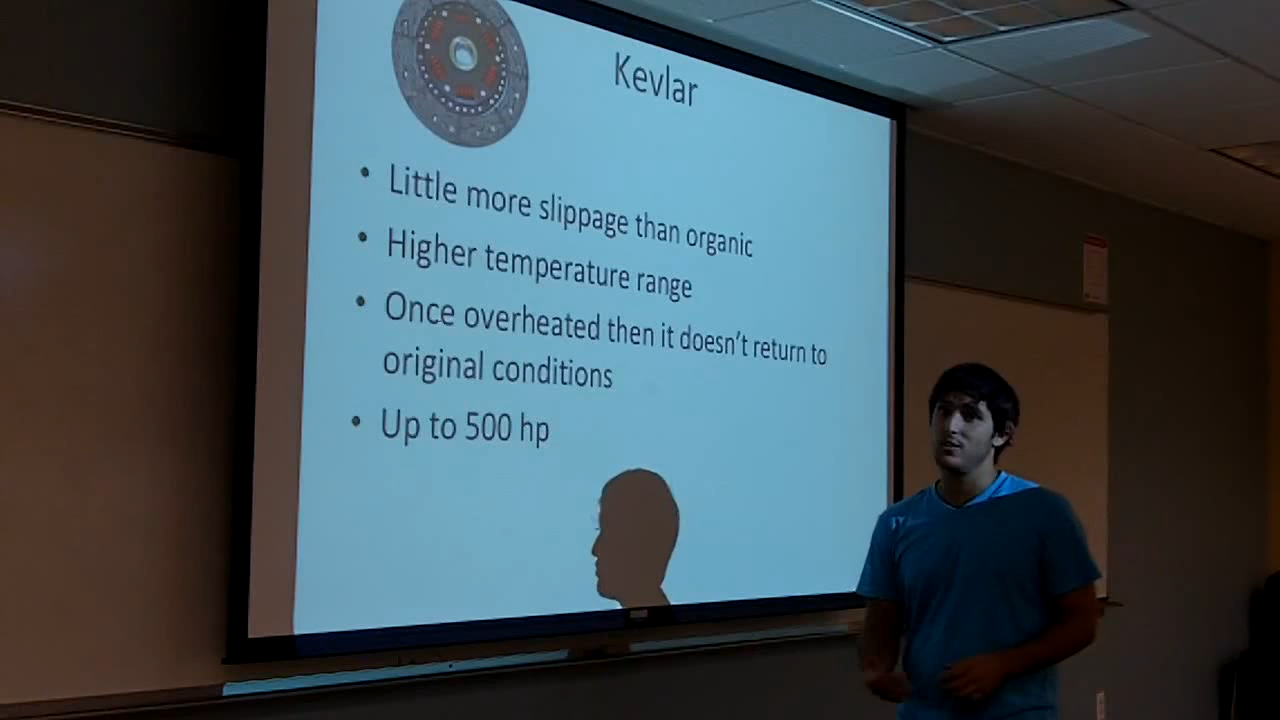 Kevlar
• Little more slippage than organic
• Higher temperature range
• Once overheated then it doesn't return to
original conditions
• Up to 500 hp